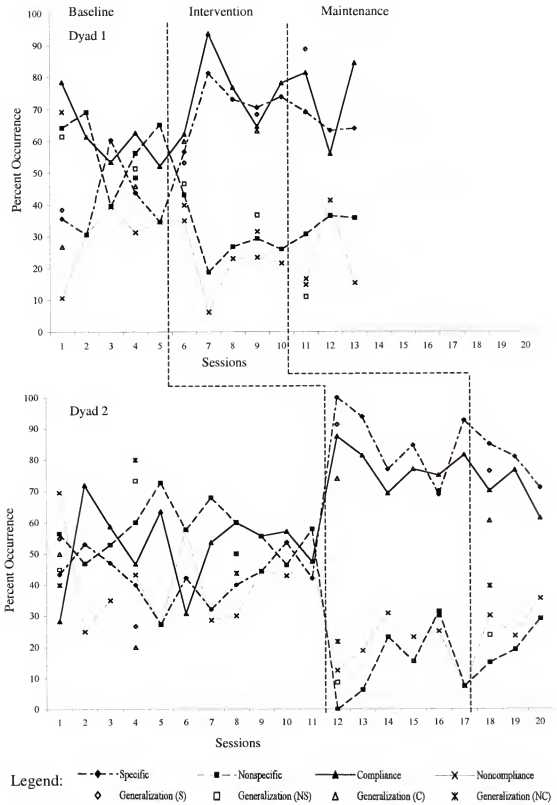 Baseline Intervention Maintenance
Dyad 1
Percent Occurrence
100
90
80
70
60
50
40
30
20
10
0
1 2 3 4 5 6 7 8 9 10 11 12 13 14 15 16 17 18 19 20
Sessions
Dyad 2
Percent Occurrence
100
90
80
70
60
50
40
30
20
10
0
1 2 3 4 5 6 7 8 9 10 11 12 13 14 15 16 17 18 19 20
Sessions
Legend: Specific Nonspecific Compliance Noncompliance
Generalization (S) Generalization (NS) Generalization (C) Generalization (NC)